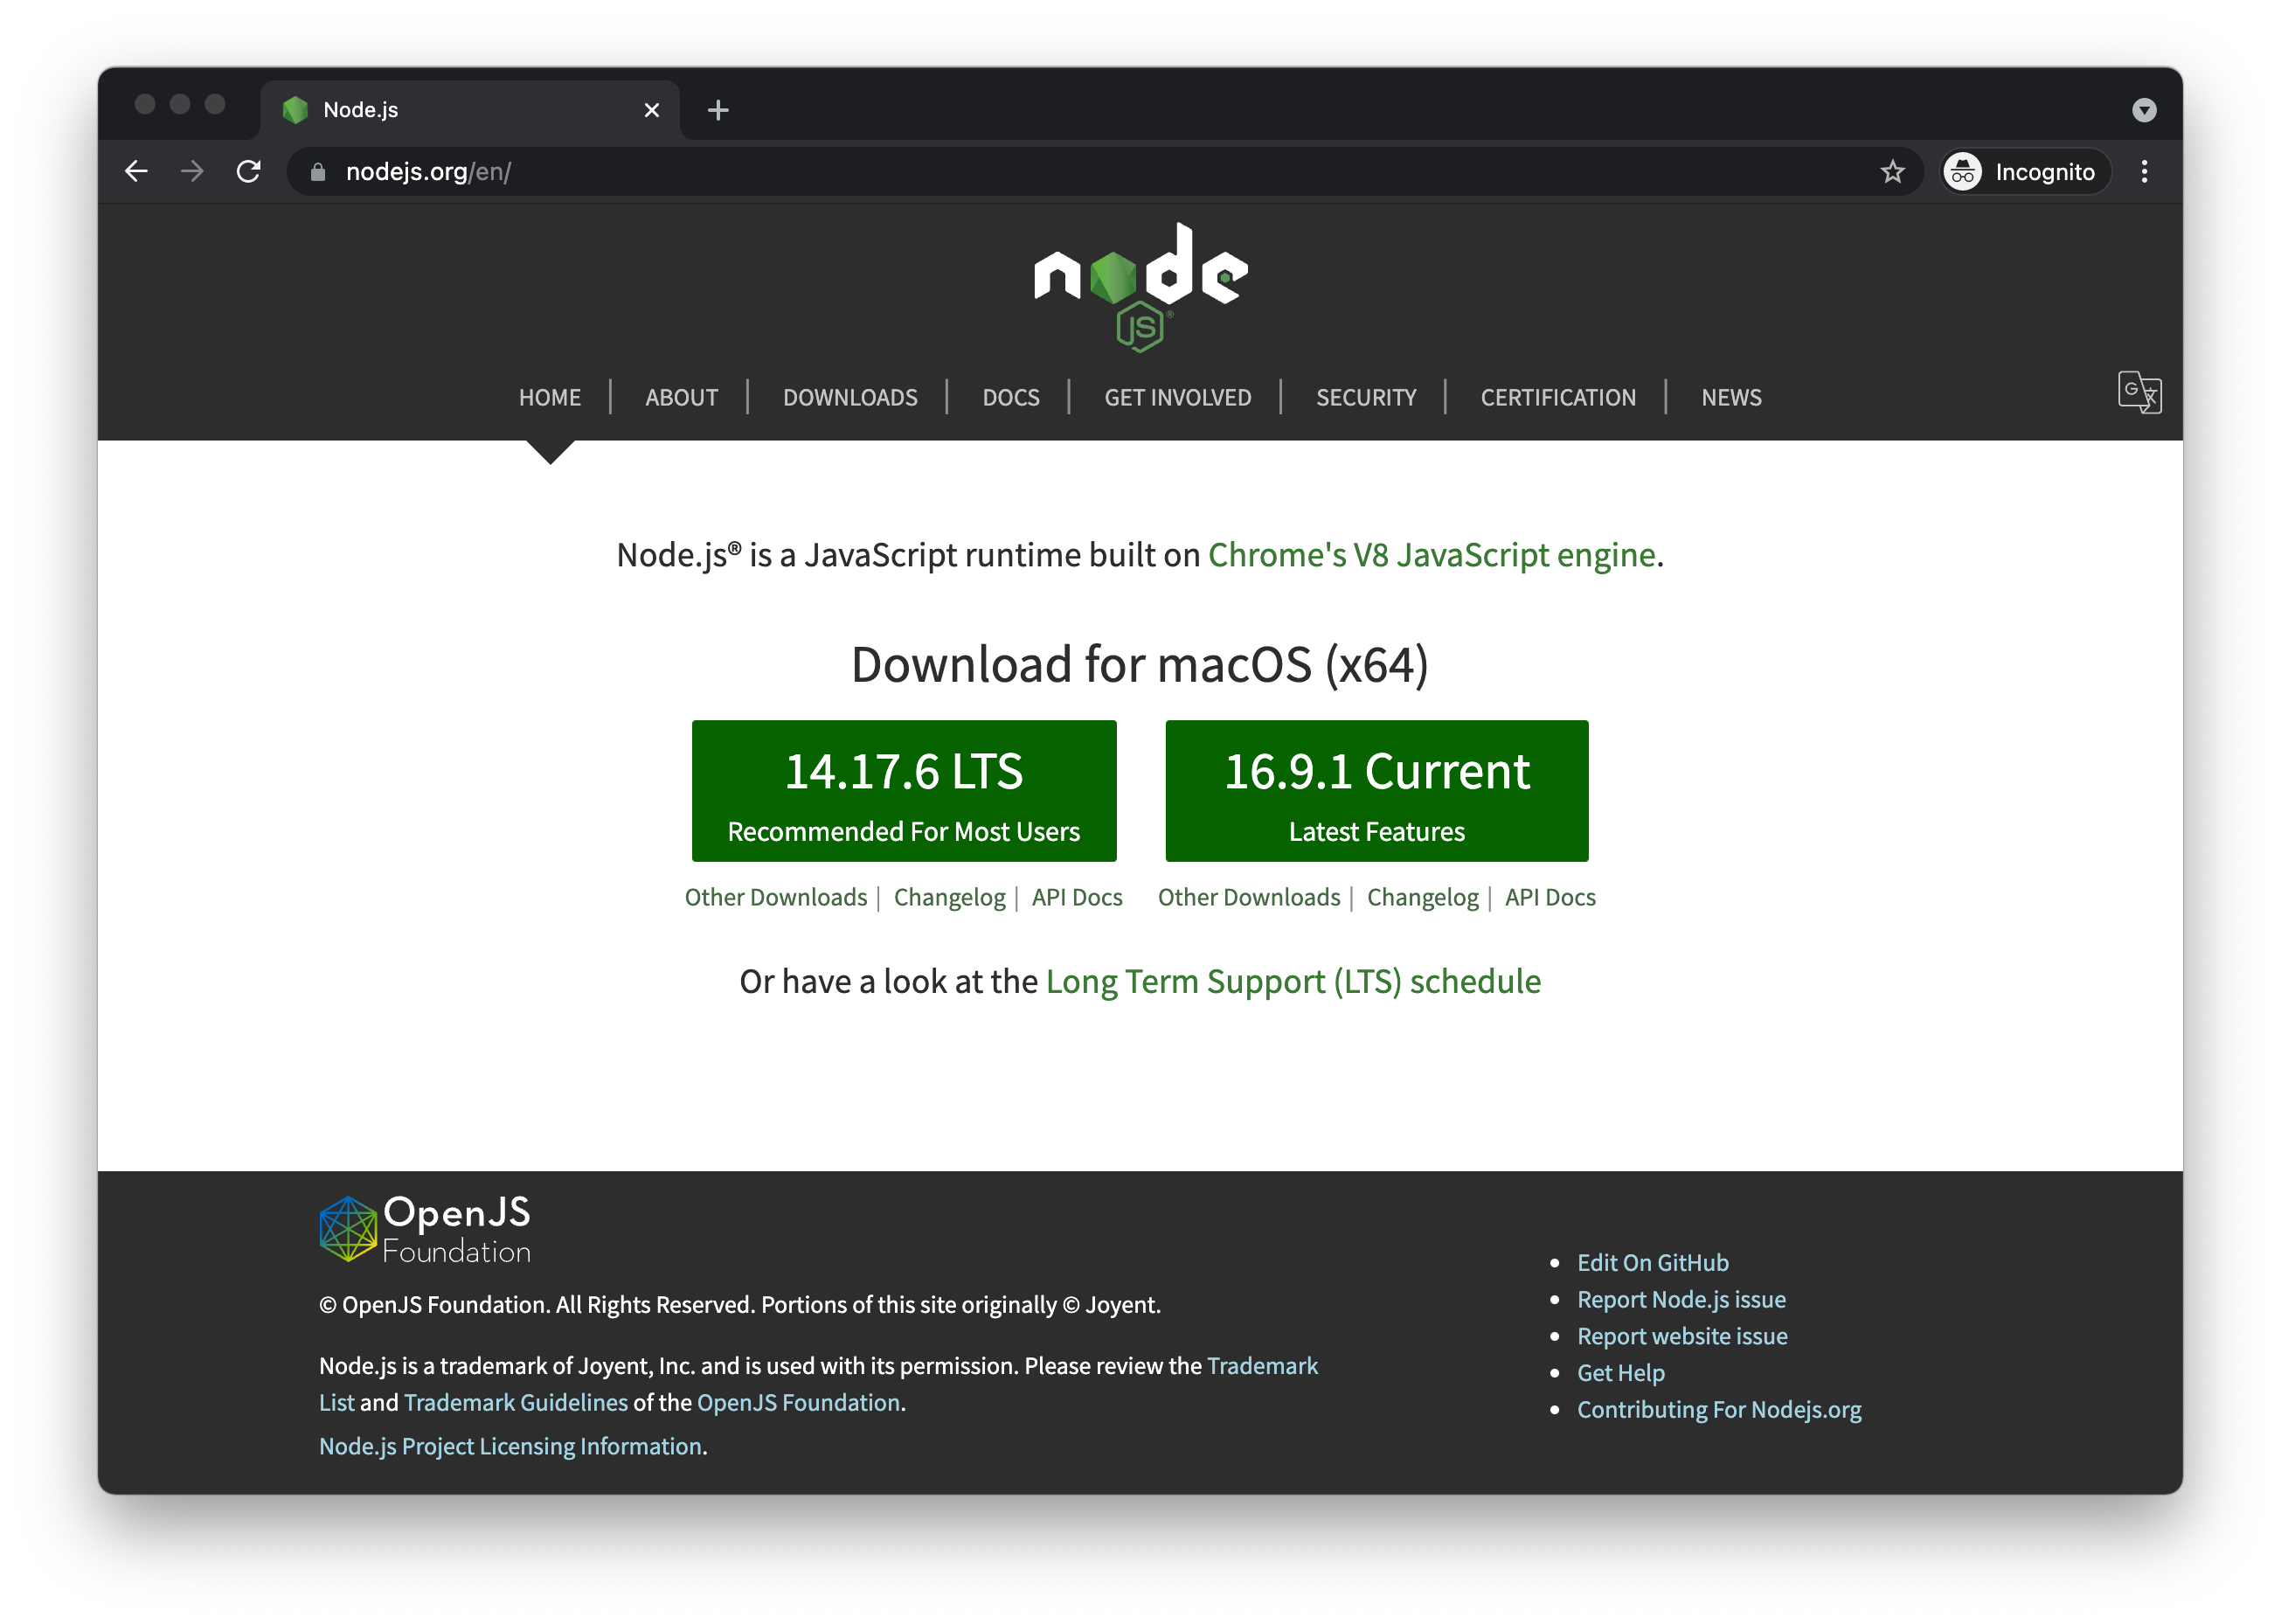 Node.js
nodejs.org/en/
Incognito
node
JS®
HOME | ABOUT | DOWNLOADS | DOCS | GET INVOLVED | SECURITY | CERTIFICATION | NEWS
G 文
Node.js® is a JavaScript runtime built on Chrome's V8 JavaScript engine.
Download for macOS (x64)
14.17.6 LTS
Recommended For Most Users
16.9.1 Current
Latest Features
Other Downloads | Changelog | API Docs
Other Downloads | Changelog | API Docs
Or have a look at the Long Term Support (LTS) schedule
OpenJS
Foundation
© OpenJS Foundation. All Rights Reserved. Portions of this site originally © Joyent.
Node.js is a trademark of Joyent, Inc. and is used with its permission. Please review the Trademark
List and Trademark Guidelines of the OpenJS Foundation.
Node.js Project Licensing Information.
Edit On GitHub
Report Node.js issue
Report website issue
Get Help
Contributing For Nodejs.org